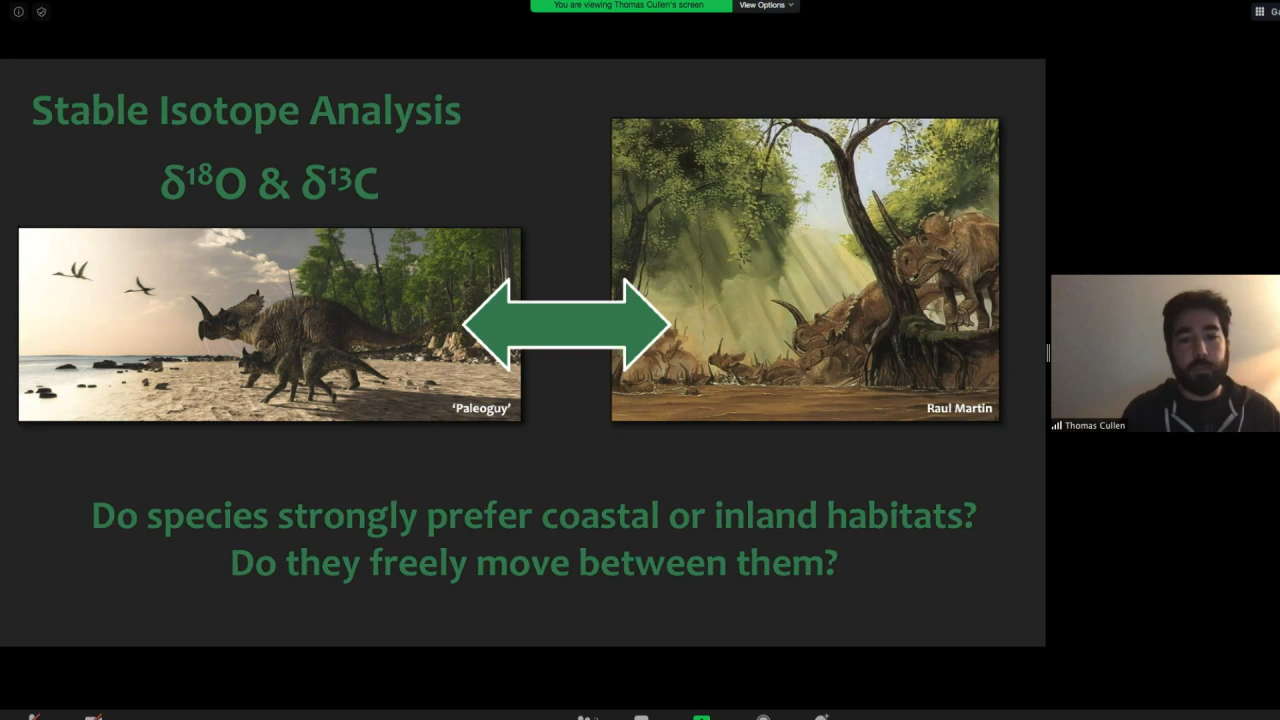 You are viewing Thomas Cullen's screen
View Options
Stable Isotope Analysis
δ¹⁸O & δ¹³C
'Paleoguy'
Raul Martin
Do species strongly prefer coastal or inland habitats?
Do they freely move between them?
Thomas Cullen